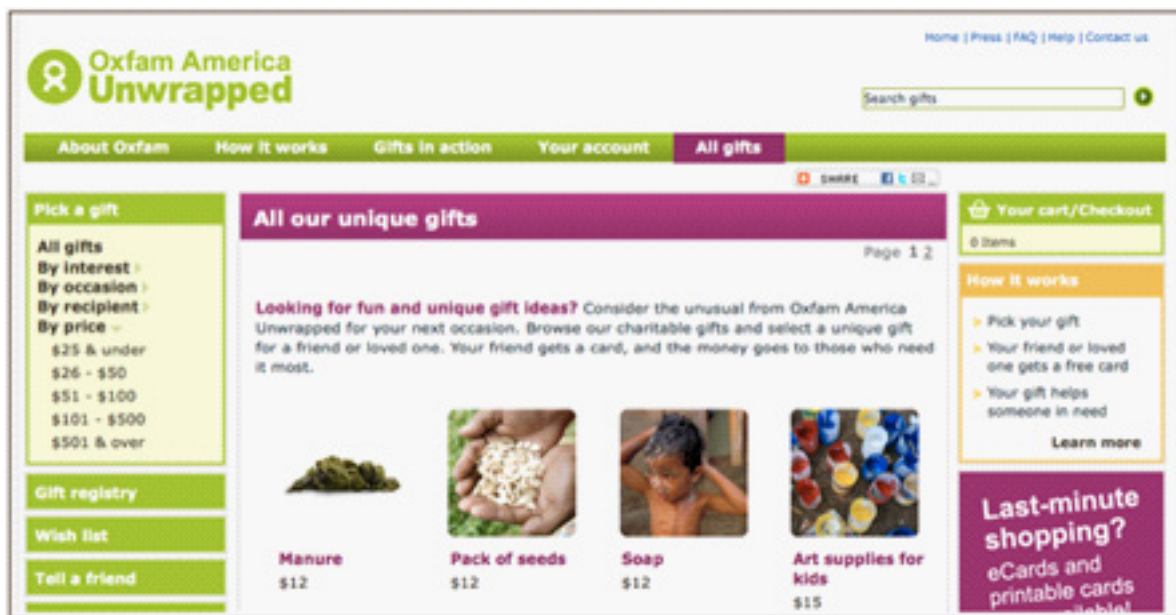 Home | Press | FAQ | Help | Contact us
Oxfam America
Unwrapped
Search gifts
About Oxfam How it works Gifts in action Your account All gifts
SHARE
Pick a gift
All gifts
By interest
By occasion
By recipient
By price
$25 & under
$26 - $50
$51 - $100
$101 - $500
$501 & over
Gift registry
Wish list
Tell a friend
All our unique gifts
Page 1 2
Looking for fun and unique gift ideas? Consider the unusual from Oxfam America
Unwrapped for your next occasion. Browse our charitable gifts and select a unique gift
for a friend or loved one. Your friend gets a card, and the money goes to those who need
it most.
Manure
$12
Pack of seeds
$12
Soap
$12
Art supplies for
kids
$15
Your cart/Checkout
0 Items
How it works
Pick your gift
Your friend or loved
one gets a free card
Your gift helps
someone in need
Learn more
Last-minute
shopping?
eCards and
printable cards